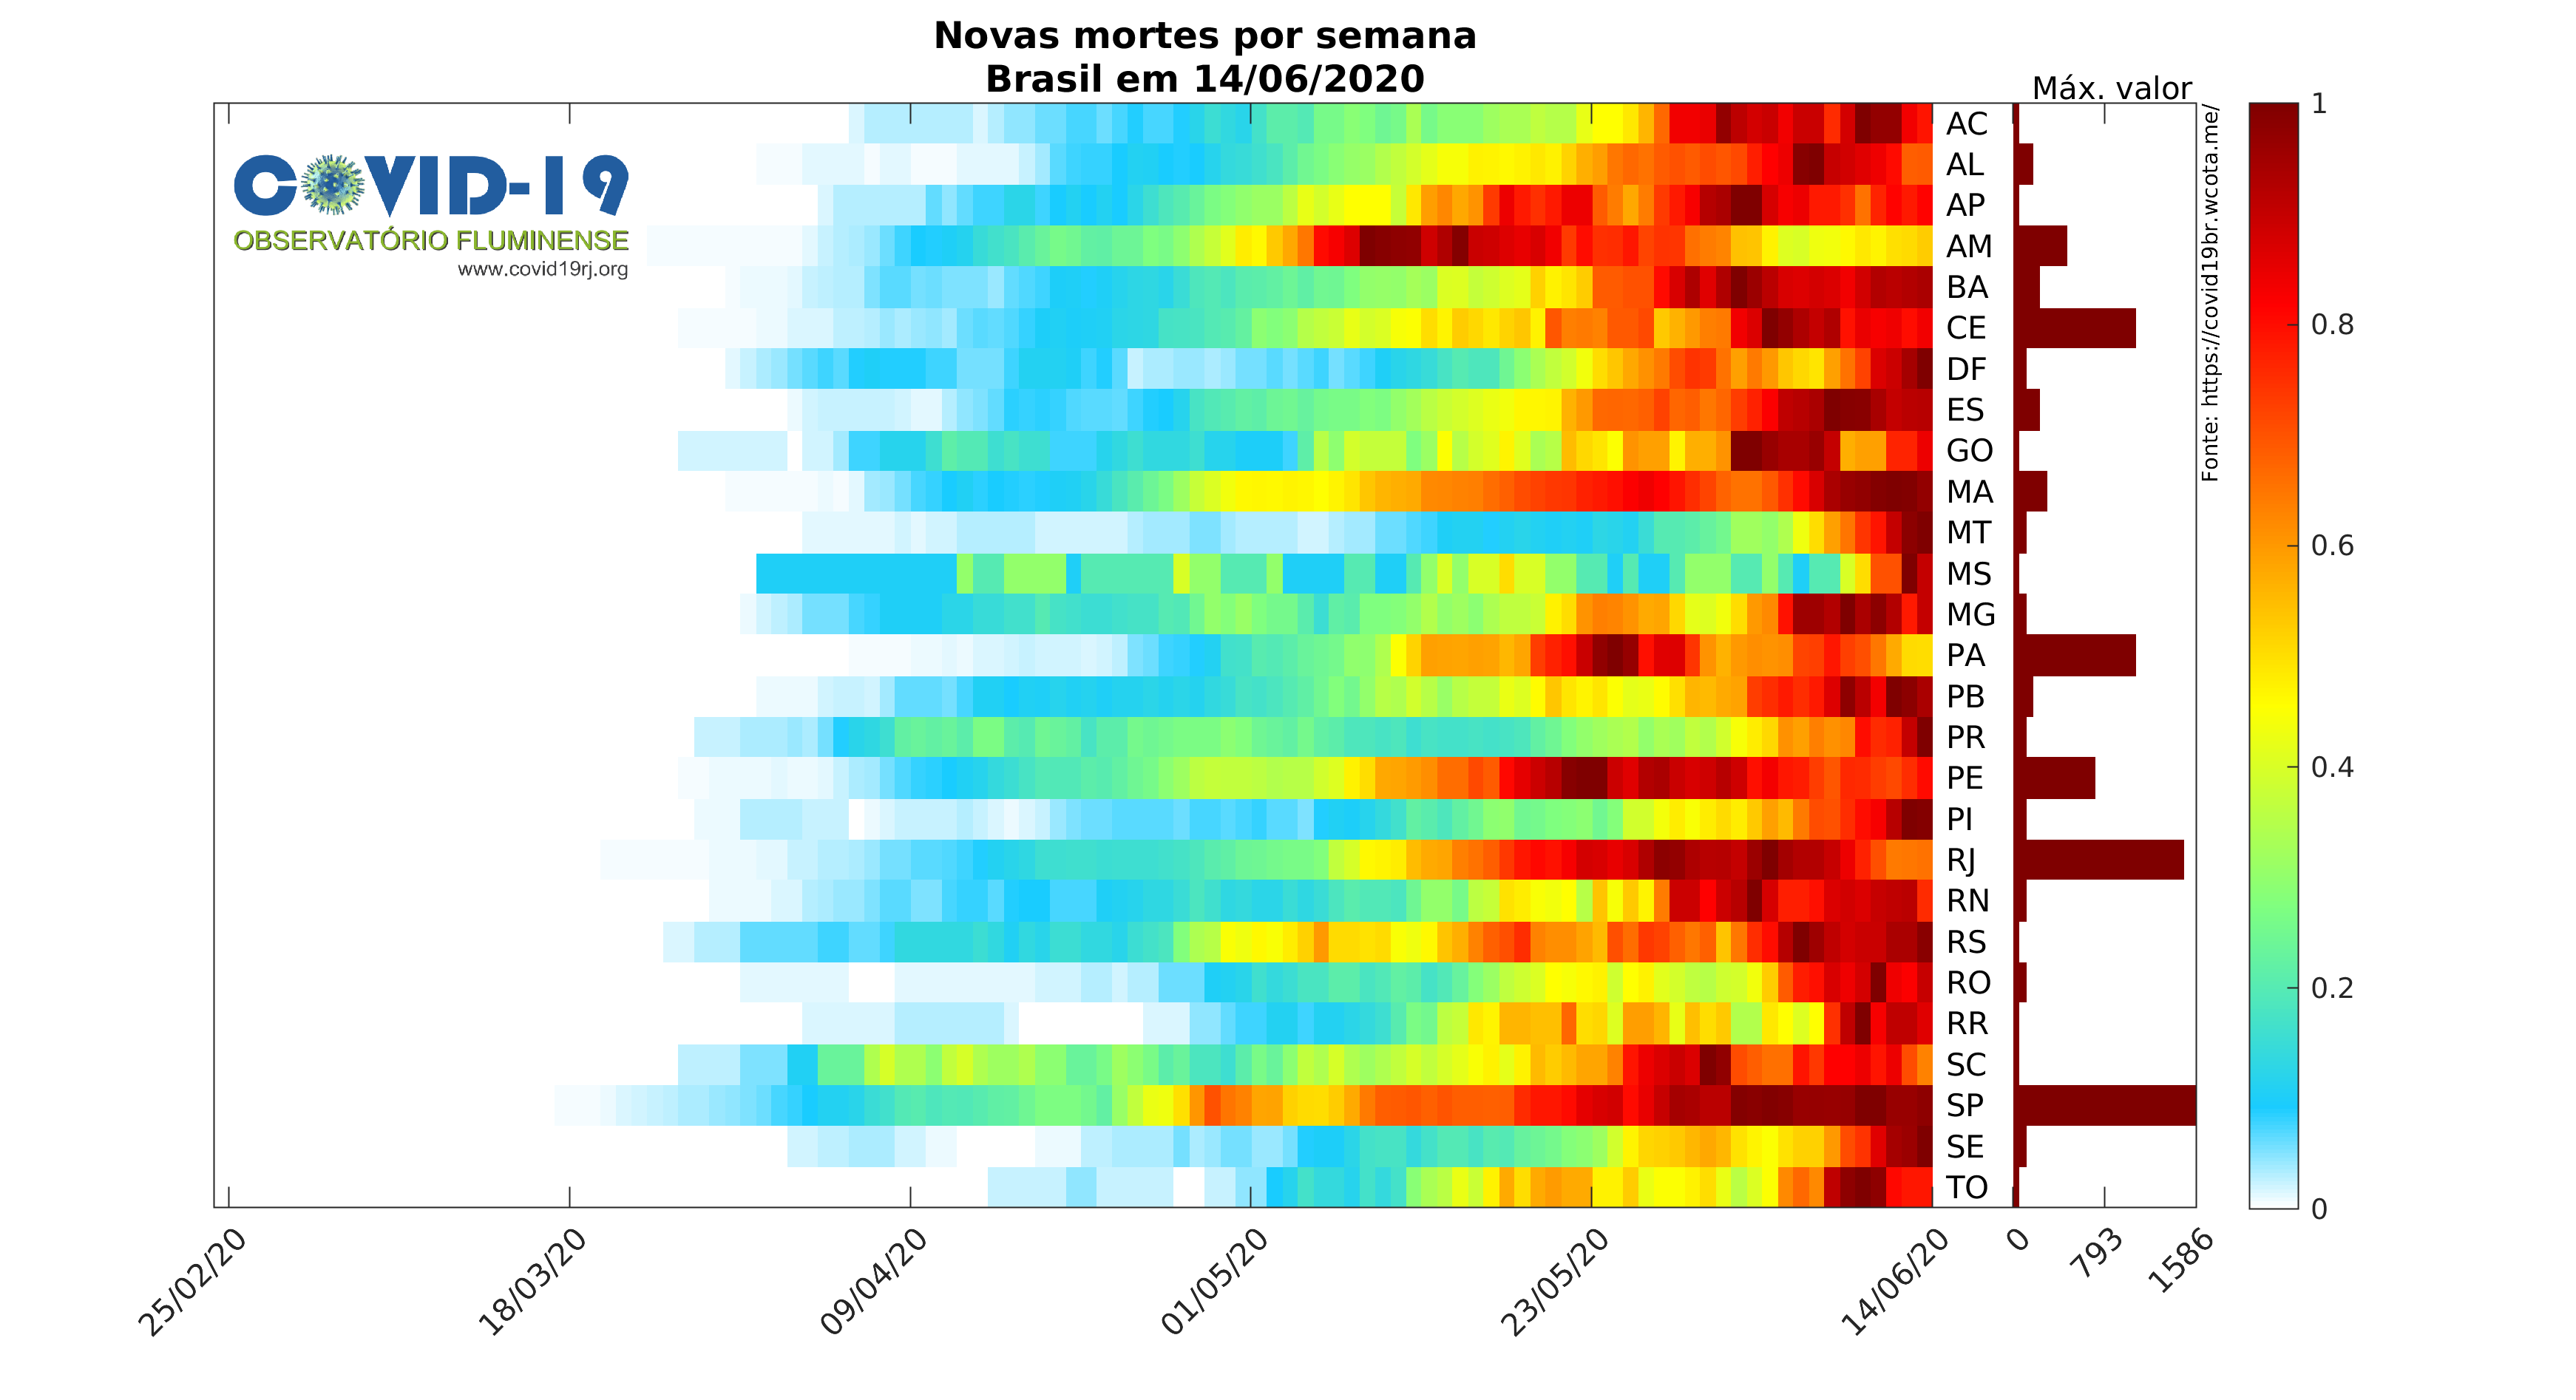 Novas mortes por semana
Brasil em 14/06/2020
Máx. valor
COVID-19
OBSERVATÓRIO FLUMINENSE
www.covid19rj.org
AC
AL
AP
AM
BA
CE
DF
ES
GO
MA
MT
MS
MG
PA
PB
PR
PE
PI
RJ
RN
RS
RO
RR
SC
SP
SE
TO
Fonte: https://covid19br.wcota.me/
1
0.8
0.6
0.4
0.2
0
25/02/20
18/03/20
09/04/20
01/05/20
23/05/20
14/06/20
0
793
1586